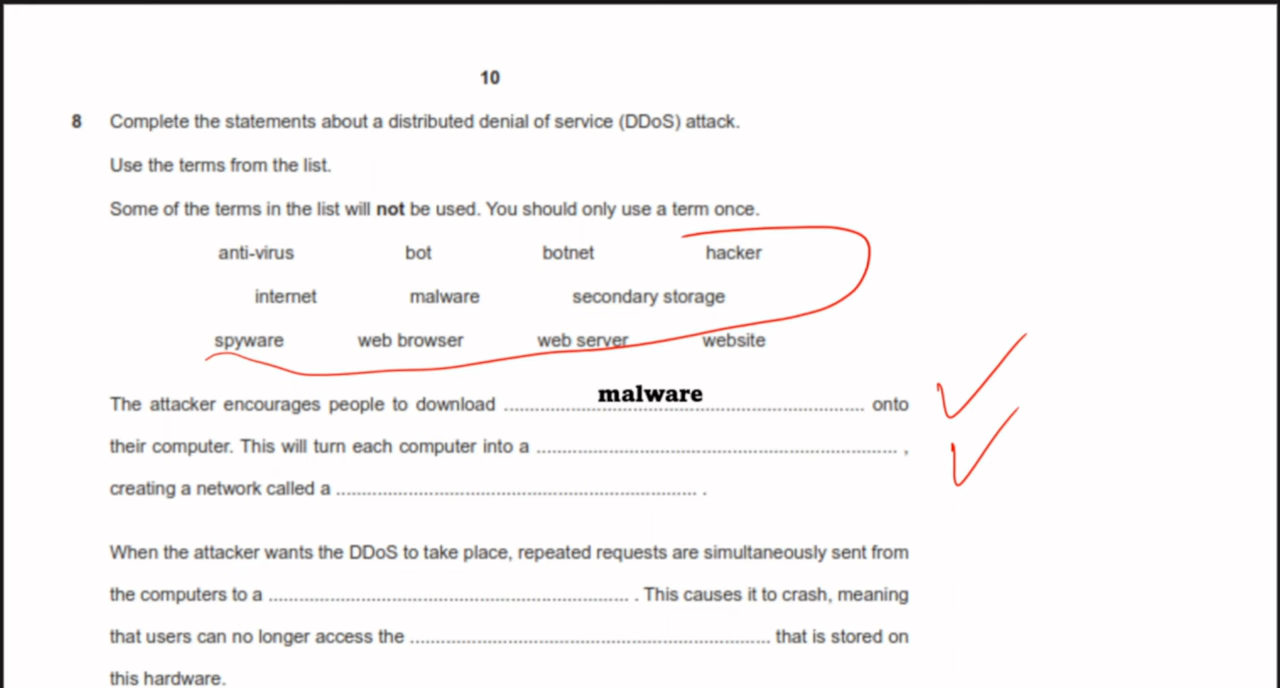 10
8 Complete the statements about a distributed denial of service (DDoS) attack.
Use the terms from the list.
Some of the terms in the list will not be used. You should only use a term once.
anti-virus bot botnet hacker
internet malware secondary storage
spyware web browser web server website
The attacker encourages people to download malware onto
their computer. This will turn each computer into a ........................ ,
creating a network called a ........................ .
When the attacker wants the DDoS to take place, repeated requests are simultaneously sent from
the computers to a ........................ . This causes it to crash, meaning
that users can no longer access the ........................ that is stored on
this hardware.